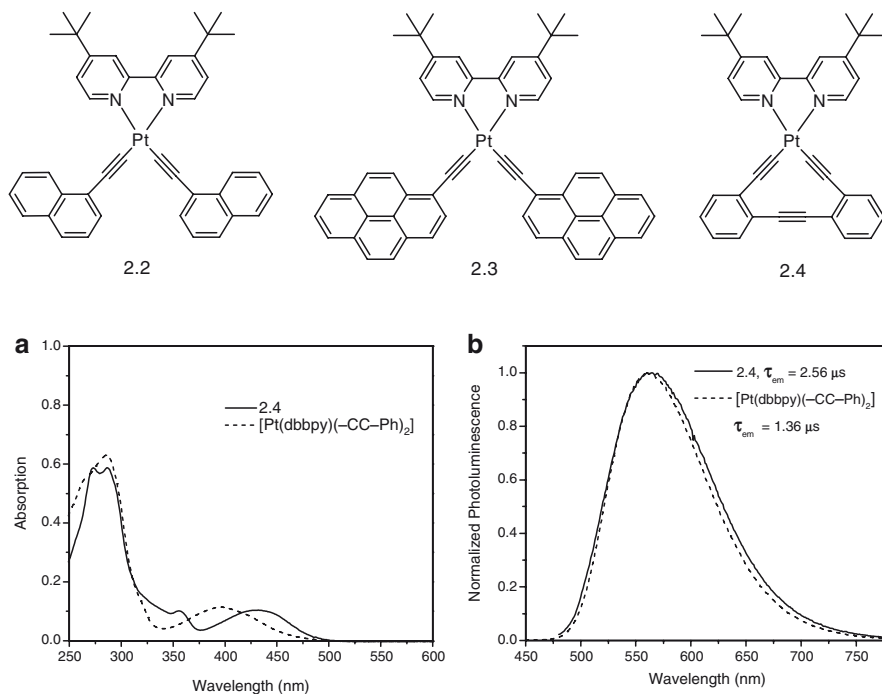 N N
Pt
2.2
N N
Pt
2.3
N N
Pt
2.4
a
1.0
0.8
0.6
0.4
0.2
0.0
Absorption
2.4
[Pt(dbbpy)(–CC–Ph)₂]
250 300 350 400 450 500 550 600
Wavelength (nm)
b
1.0
0.8
0.6
0.4
0.2
0.0
Normalized Photoluminescence
2.4, τem = 2.56 μs
[Pt(dbbpy)(–CC–Ph)₂]
τem = 1.36 μs
450 500 550 600 650 700 750
Wavelength (nm)